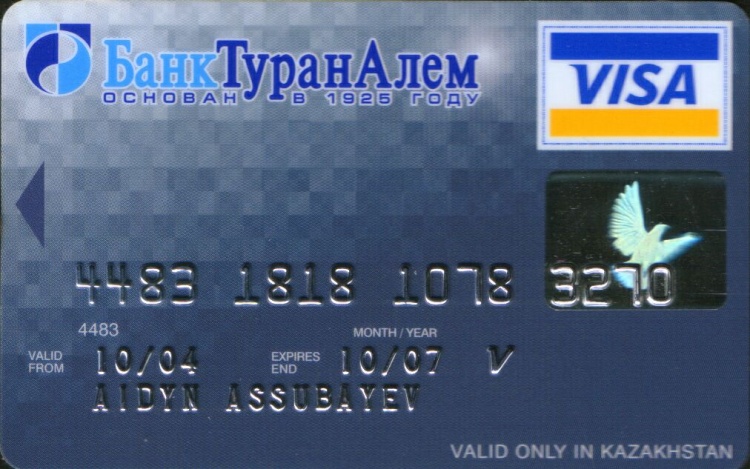 БанкТуранАлем
ОСНОВАН В 1925 ГОДУ
VISA
4483 1818 1078 3270
4483
MONTH / YEAR
VALID FROM 10/04 EXPIRES END 10/07 V
AIDYN ASSUBAYEV
VALID ONLY IN KAZAKHSTAN